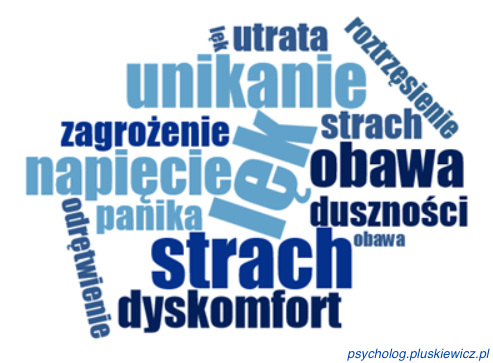 lęk
utrata
roztrzęsienie
unikanie
strach
zagrożenie
lęk
obawa
napięcie
panika
duszności
odrętwienie
obawa
strach
dyskomfort
psycholog.pluskiewicz.pl